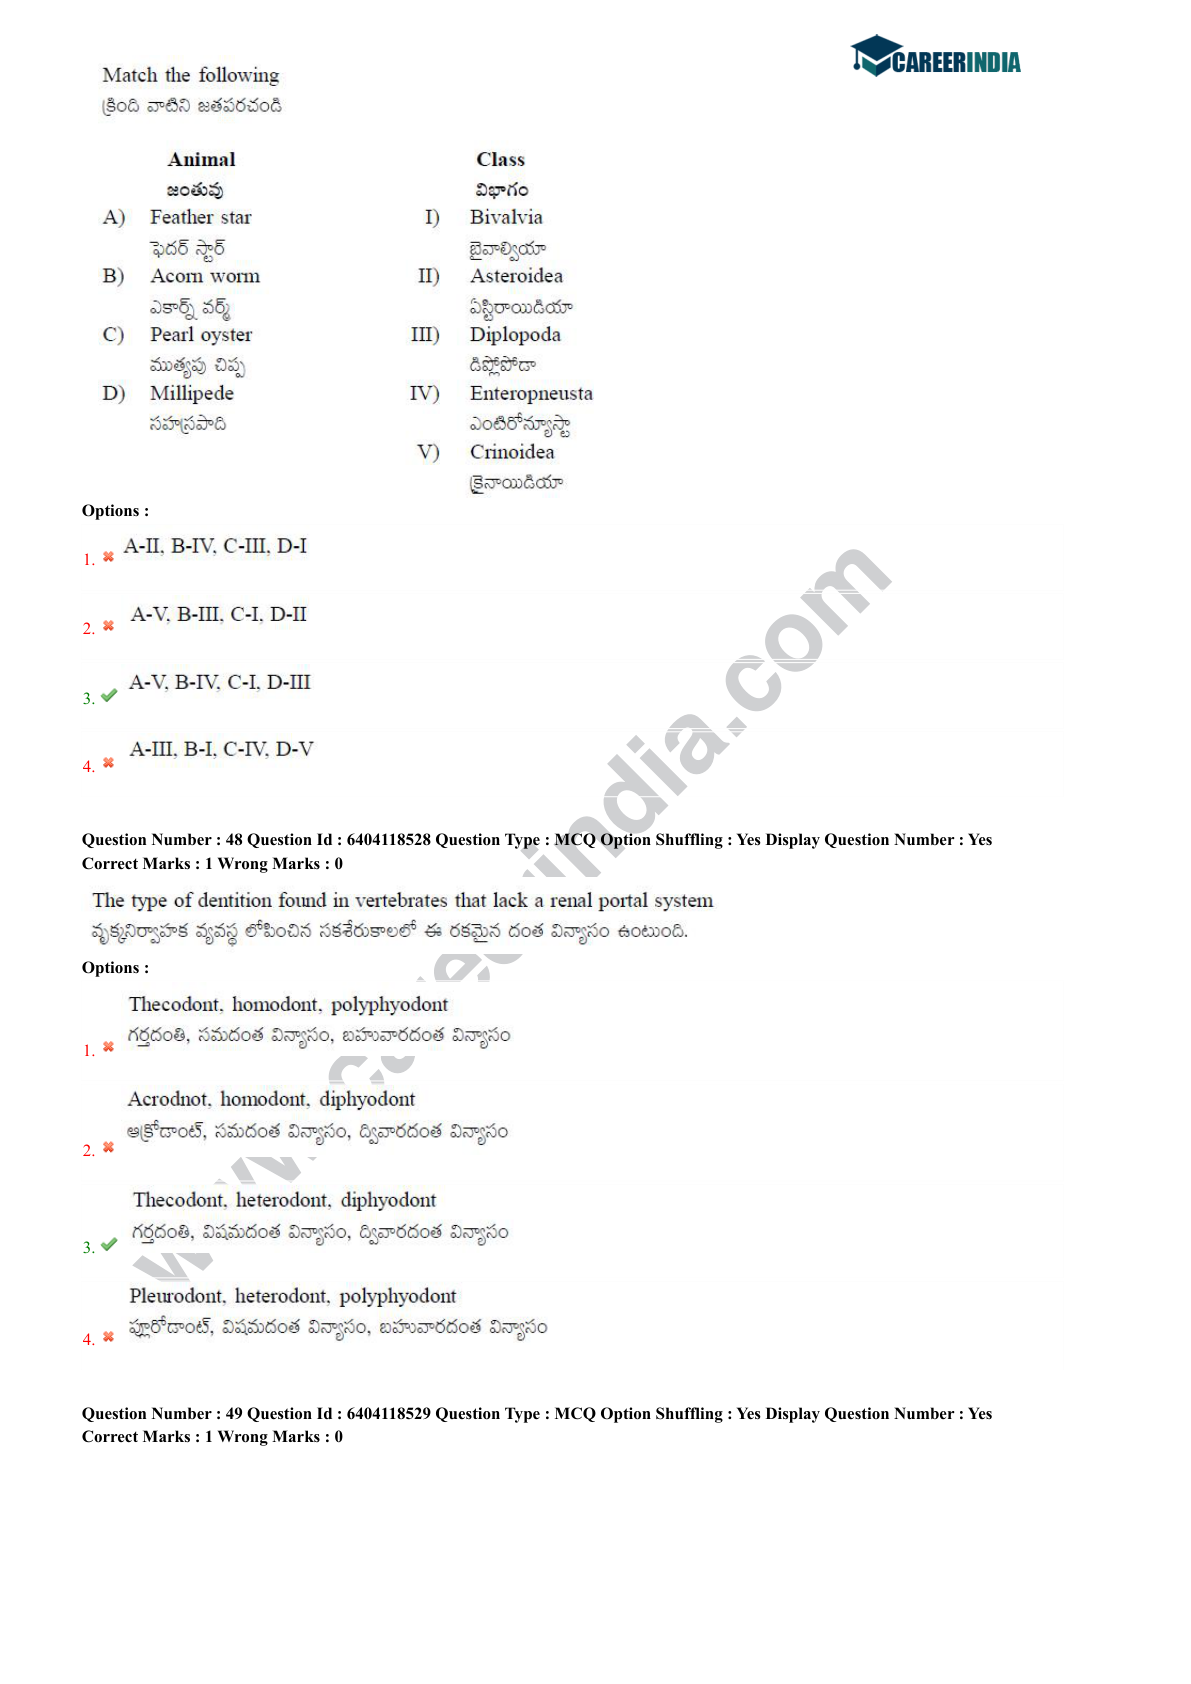 CAREERINDIA
Match the following
క్రింది వాటిని జతపరచండి
Animal Class
జంతువు విభాగం
A) Feather star I) Bivalvia
ఫెదర్ స్టార్ బైవాల్వియా
B) Acorn worm II) Asteroidea
ఎకార్న్ వర్మ్ ఏస్టిరాయిడియా
C) Pearl oyster III) Diplopoda
ముత్యపు చిప్ప డిప్లోపోడా
D) Millipede IV) Enteropneusta
సహస్రపాది ఎంటిరోన్యూస్టా
V) Crinoidea
క్రైనాయిడియా
Options :
1. A-II, B-IV, C-III, D-I
2. A-V, B-III, C-I, D-II
3. A-V, B-IV, C-I, D-III
4. A-III, B-I, C-IV, D-V
Question Number : 48 Question Id : 6404118528 Question Type : MCQ Option Shuffling : Yes Display Question Number : Yes
Correct Marks : 1 Wrong Marks : 0
The type of dentition found in vertebrates that lack a renal portal system
వృక్కనిర్వాహక వ్యవస్థ లోపించిన సకశేరుకాలలో ఈ రకమైన దంత విన్యాసం ఉంటుంది.
Options :
Thecodont, homodont, polyphyodont
1. గర్తదంతి, సమదంత విన్యాసం, బహువారదంత విన్యాసం
Acrodnot, homodont, diphyodont
2. ఆక్రోడాంట్, సమదంత విన్యాసం, ద్వివారదంత విన్యాసం
Thecodont, heterodont, diphyodont
3. గర్తదంతి, విషమదంత విన్యాసం, ద్వివారదంత విన్యాసం
Pleurodont, heterodont, polyphyodont
4. ప్లూరోడాంట్, విషమదంత విన్యాసం, బహువారదంత విన్యాసం
Question Number : 49 Question Id : 6404118529 Question Type : MCQ Option Shuffling : Yes Display Question Number : Yes
Correct Marks : 1 Wrong Marks : 0